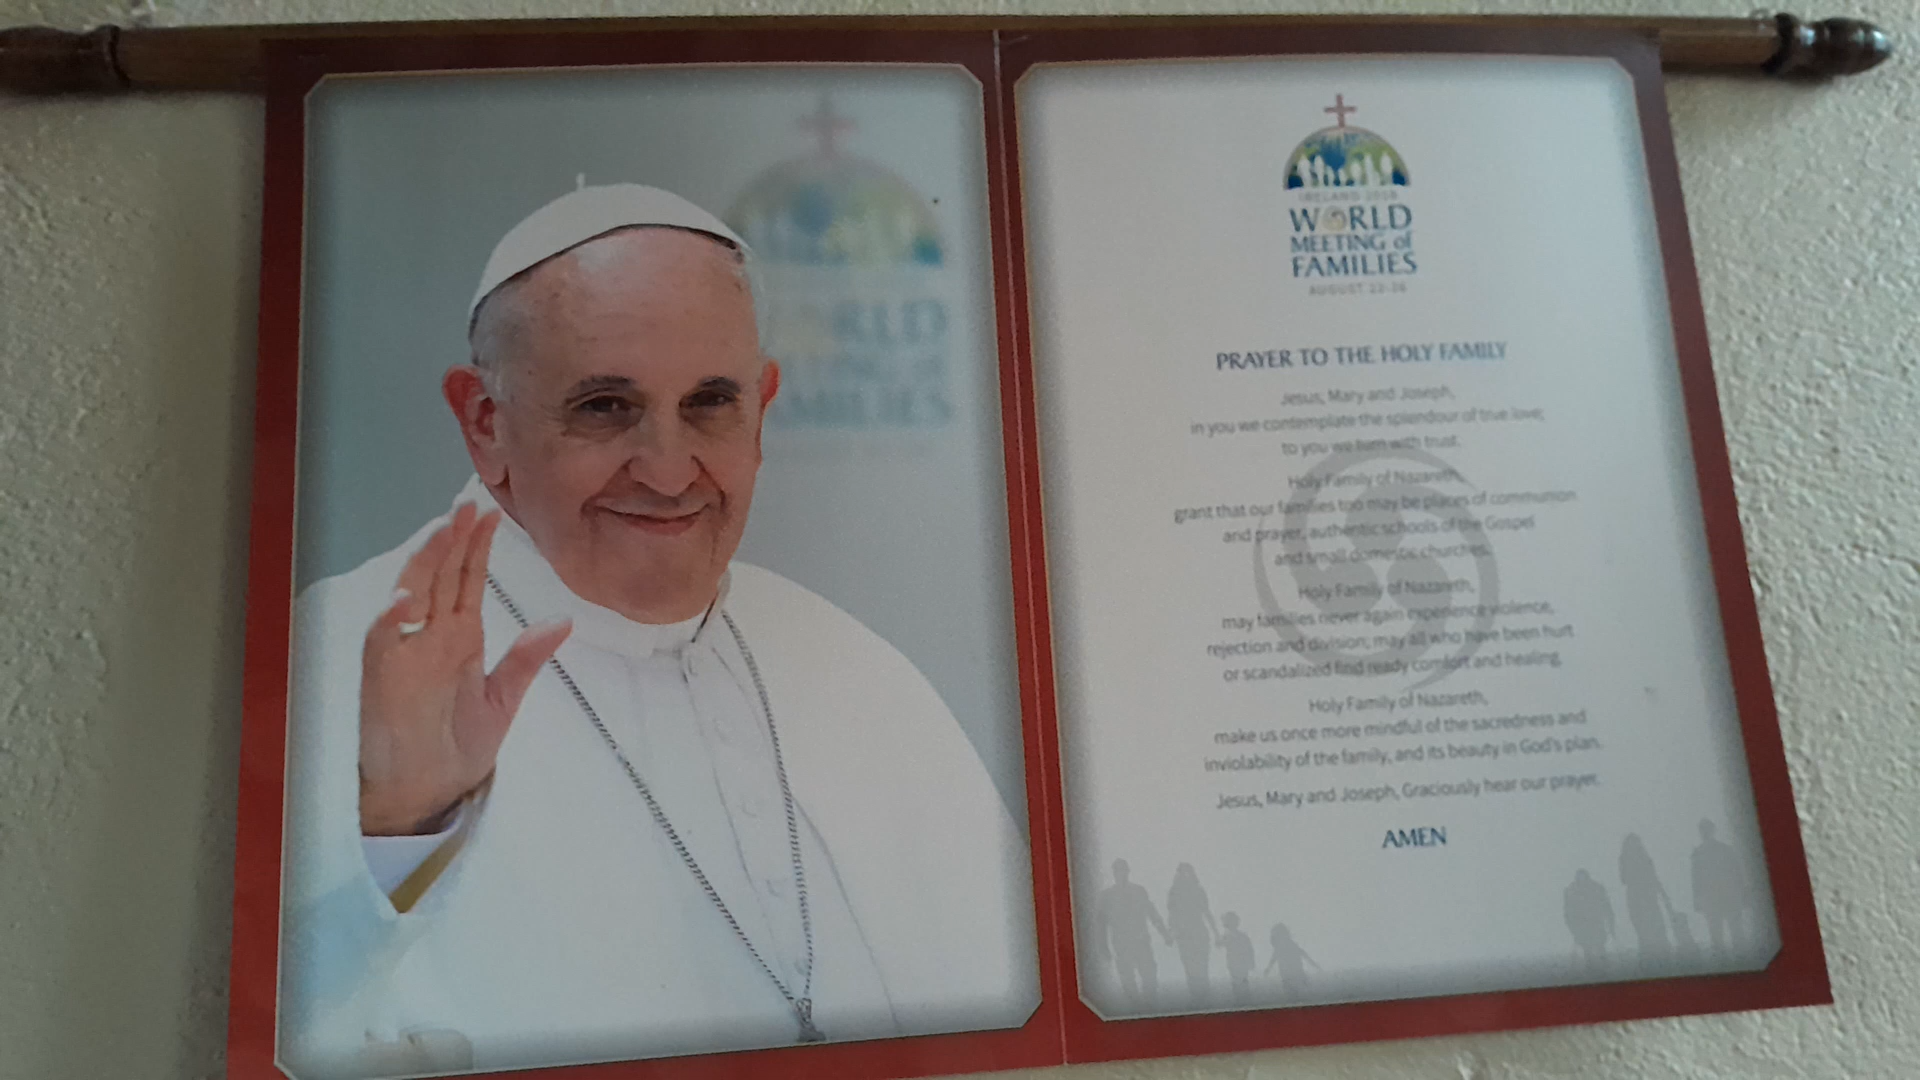 RLD
FAMILIES
IRELAND 2018
WORLD
MEETING of
FAMILIES
AUGUST 22-26
PRAYER TO THE HOLY FAMILY
Jesus, Mary and Joseph,
in you we contemplate the splendour of true love;
to you we turn with trust.
Holy Family of Nazareth,
grant that our families too may be places of communion
and prayer, authentic schools of the Gospel
and small domestic churches.
Holy Family of Nazareth,
may families never again experience violence,
rejection and division; may all who have been hurt
or scandalized find ready comfort and healing.
Holy Family of Nazareth,
make us once more mindful of the sacredness and
inviolability of the family, and its beauty in God's plan.
Jesus, Mary and Joseph, Graciously hear our prayer.
AMEN